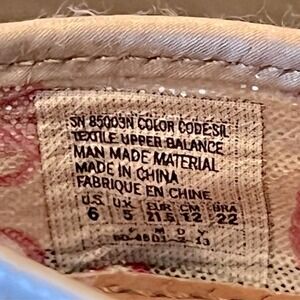 SN 85003N COLOR CODE:SIL
TEXTILE UPPER BALANCE
MAN MADE MATERIAL
MADE IN CHINA
FABRIQUE EN CHINE
U.S. U.K. EUR CM BRA
6 5 21.5 12 22
F M D Y